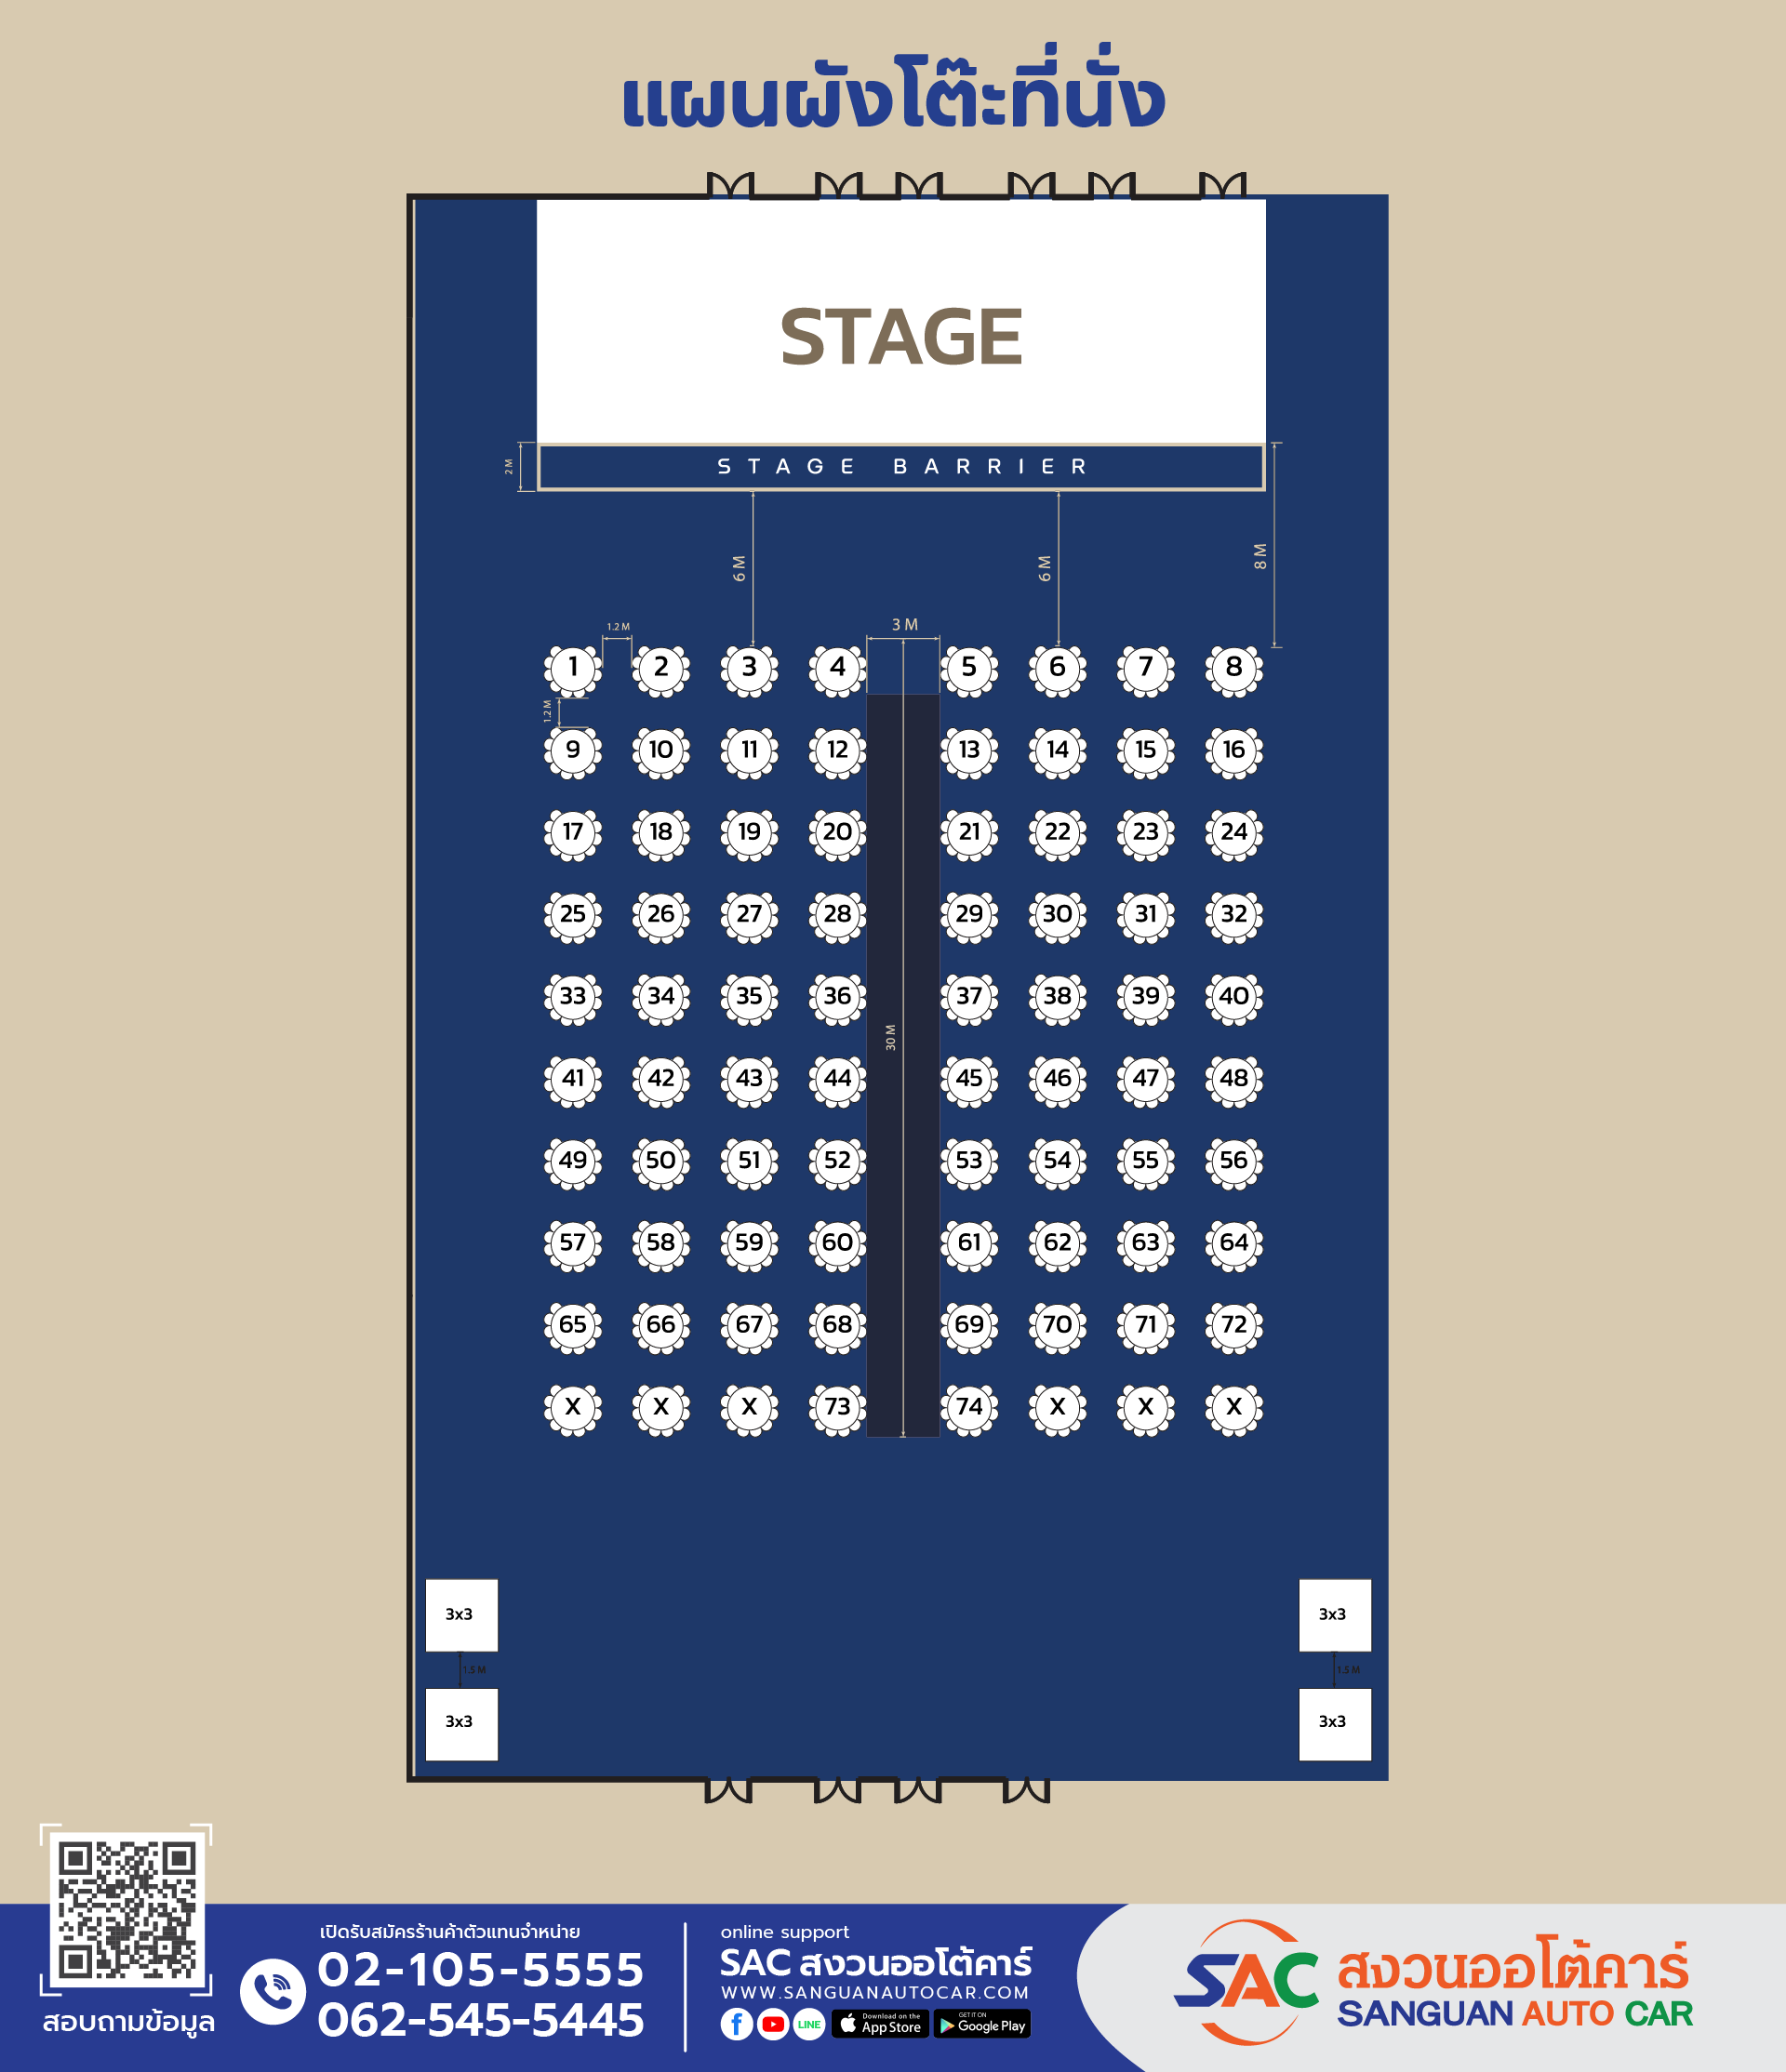 แผนผังโต๊ะที่นั่ง
STAGE
STAGE BARRIER
2 M
6 M
6 M
8 M
1.2 M
3 M
1 2 3 4 5 6 7 8
1.2 M
9 10 11 12 13 14 15 16
17 18 19 20 21 22 23 24
25 26 27 28 29 30 31 32
33 34 35 36 37 38 39 40
30 M
41 42 43 44 45 46 47 48
49 50 51 52 53 54 55 56
57 58 59 60 61 62 63 64
65 66 67 68 69 70 71 72
X X X 73 74 X X X
3x3 3x3
1.5 M 1.5 M
3x3 3x3
สอบถามข้อมูล
เปิดรับสมัครร้านค้าตัวแทนจำหน่าย
02-105-5555
062-545-5445
online support
SAC สงวนออโต้คาร์
WWW.SANGUANAUTOCAR.COM
LINE
Download on the
App Store
GET IT ON
Google Play
SAC
สงวนออโต้คาร์
SANGUAN AUTO CAR